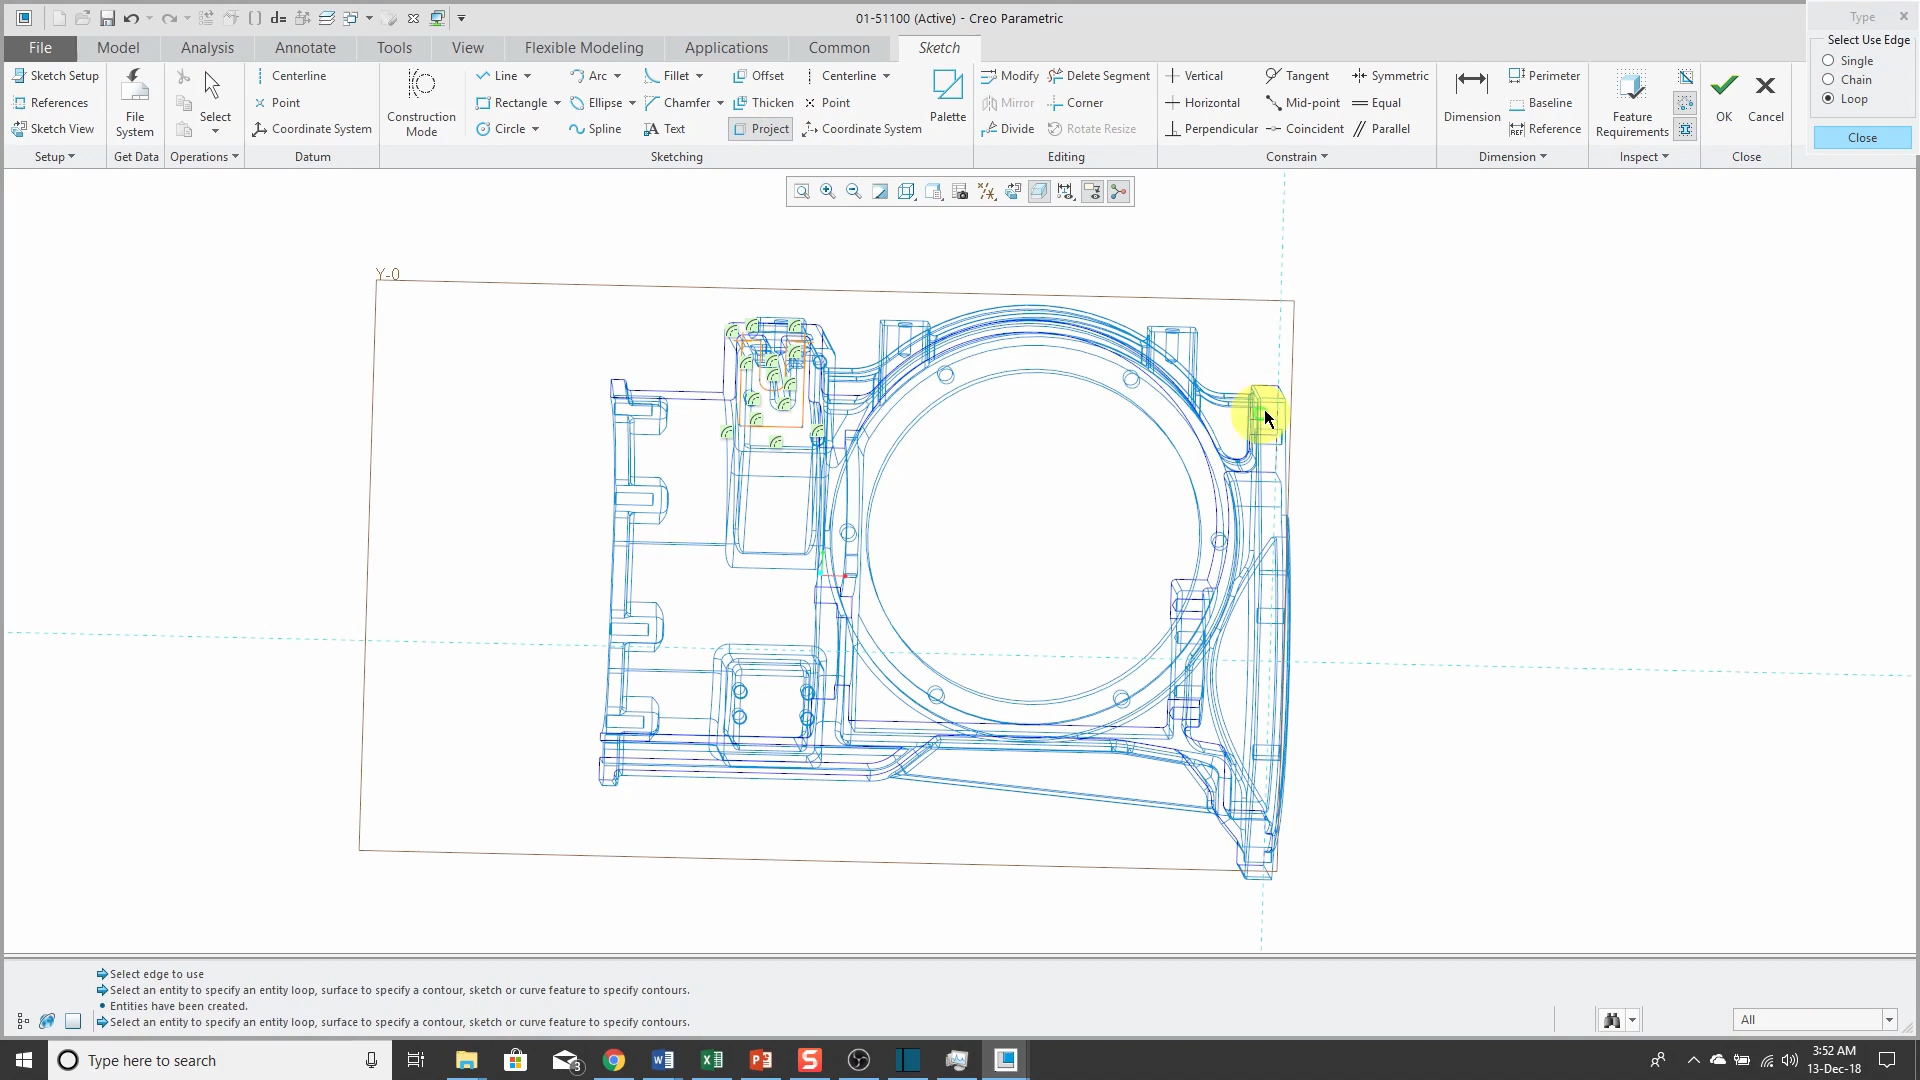 01-51100 (Active) - Creo Parametric
Type
File
Model
Analysis
Annotate
Tools
View
Flexible Modeling
Applications
Common
Sketch
Select Use Edge
Single
Chain
Loop
Close
Sketch Setup
References
Sketch View
Setup
File System
Get Data
Select
Operations
Centerline
Point
Coordinate System
Datum
Construction Mode
Line
Rectangle
Circle
Arc
Ellipse
Spline
Fillet
Chamfer
Text
Offset
Thicken
Project
Centerline
Point
Coordinate System
Palette
Sketching
Modify
Mirror
Divide
Delete Segment
Corner
Rotate Resize
Editing
Vertical
Horizontal
Perpendicular
Tangent
Mid-point
Coincident
Symmetric
Equal
Parallel
Constrain
Dimension
Perimeter
Baseline
REF Reference
Dimension
Feature Requirements
Inspect
OK
Cancel
Close
Y-0
Select edge to use
Select an entity to specify an entity loop, surface to specify a contour, sketch or curve feature to specify contours.
Entities have been created.
Select an entity to specify an entity loop, surface to specify a contour, sketch or curve feature to specify contours.
All
Type here to search
3
3:52 AM
13-Dec-18